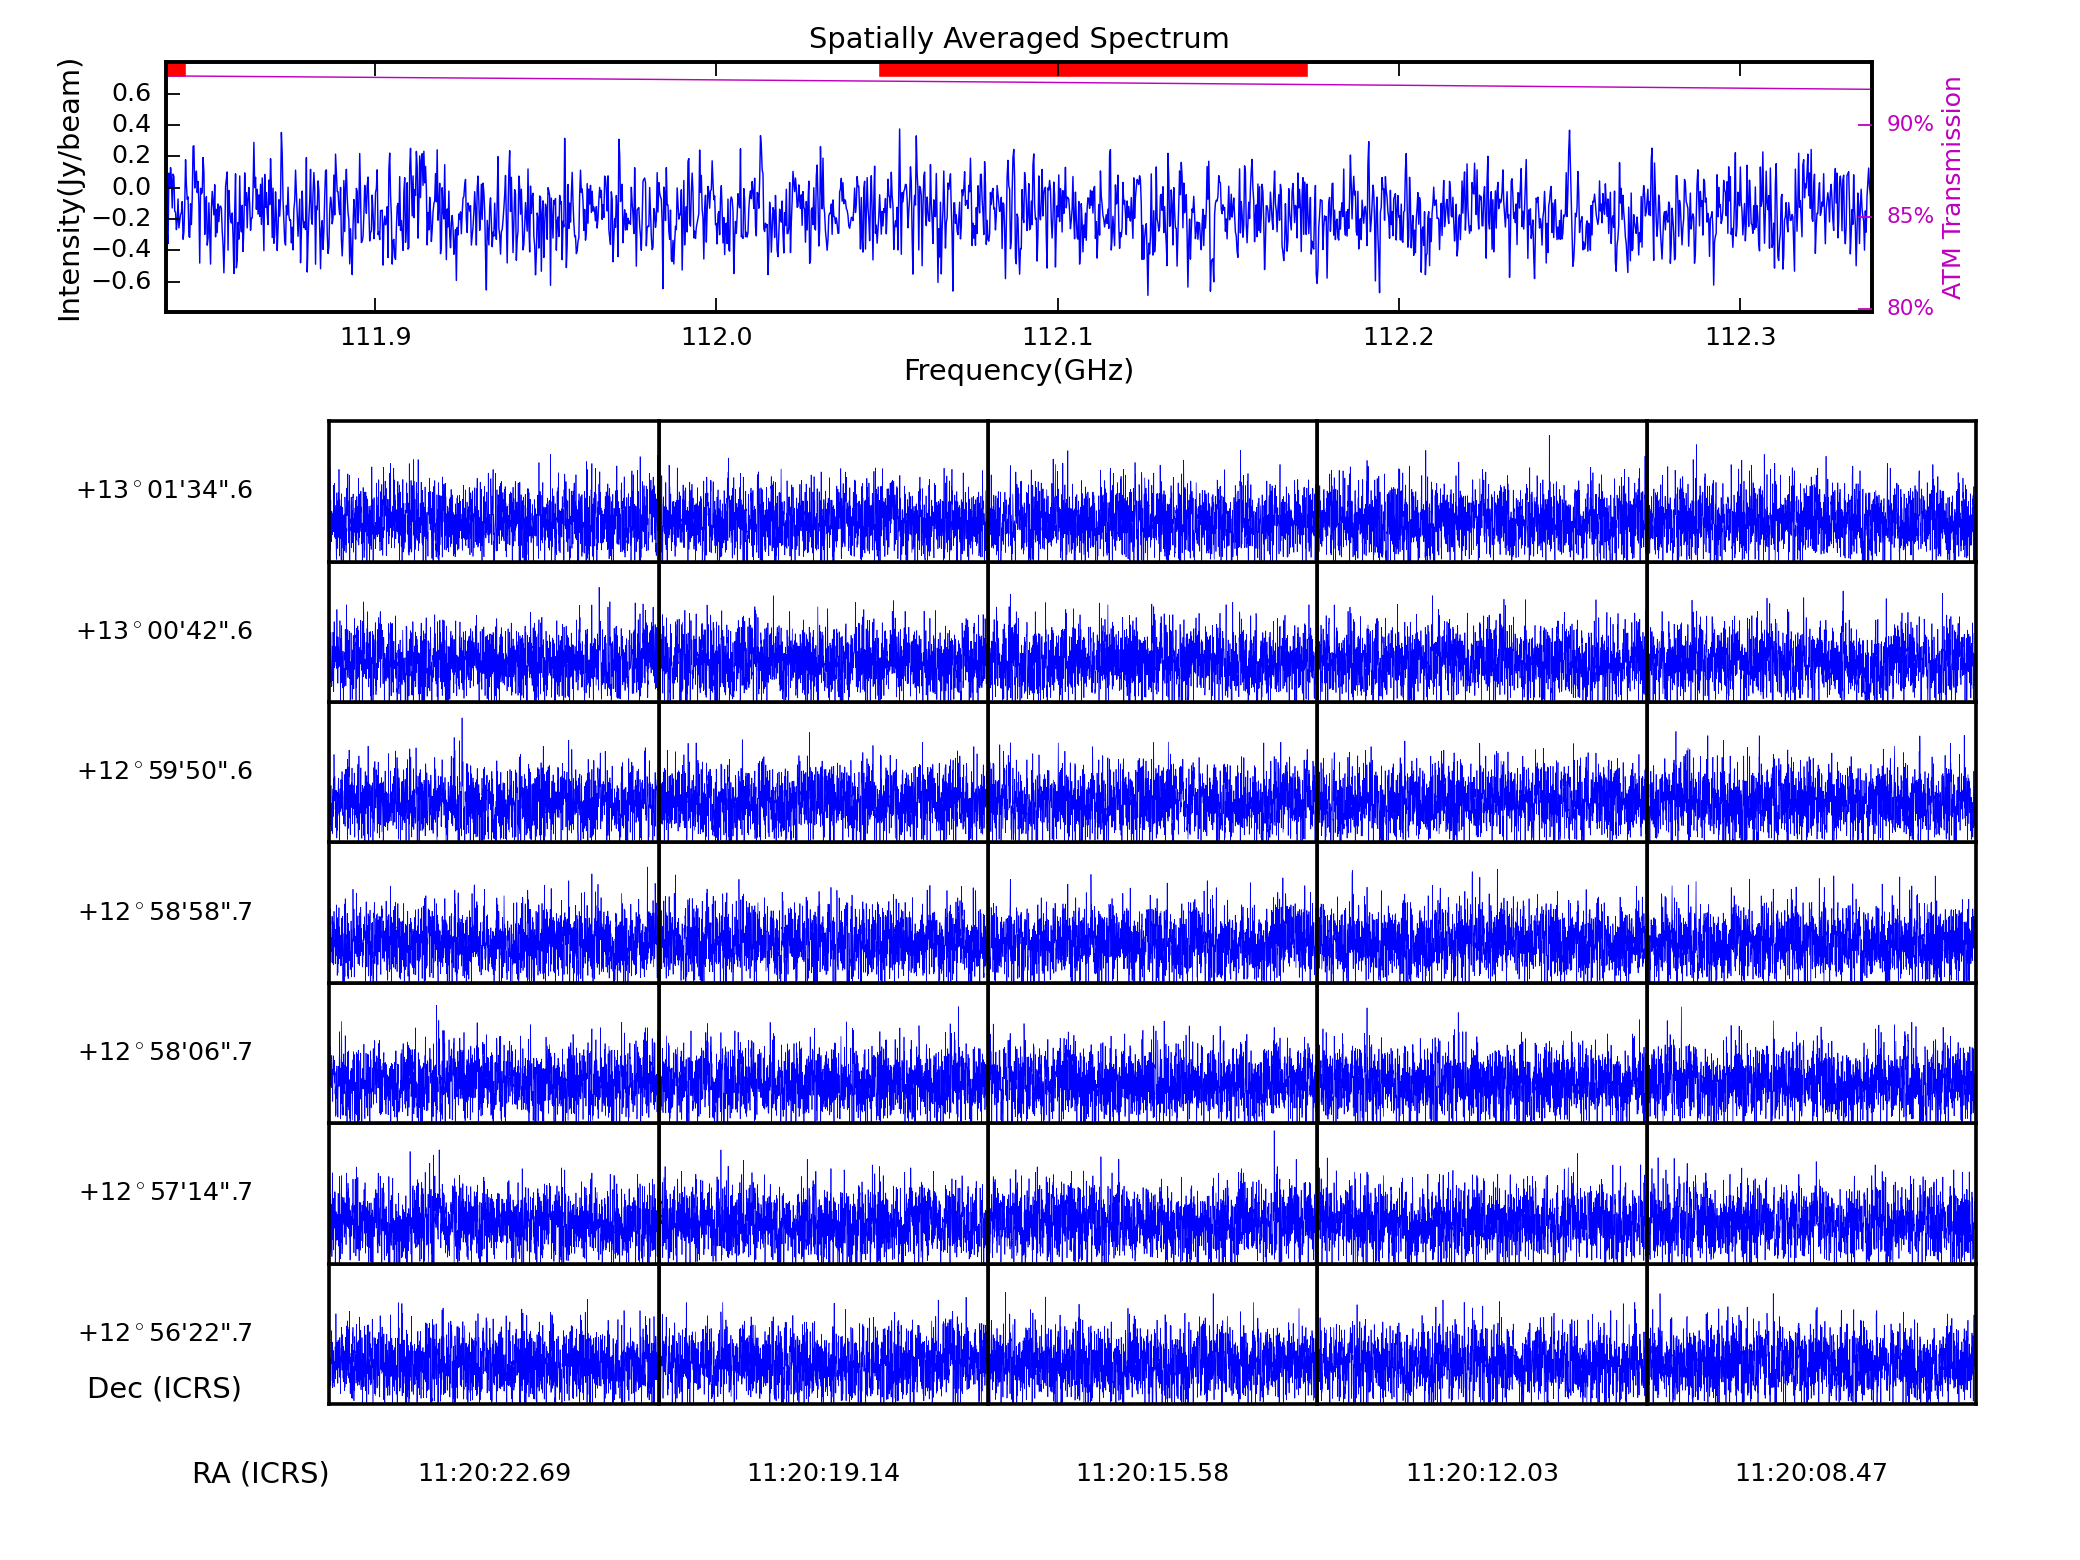 Spatially Averaged Spectrum
Intensity(Jy/beam)
0.6
0.4
0.2
0.0
−0.2
−0.4
−0.6
90%
85%
80%
ATM Transmission
111.9 112.0 112.1 112.2 112.3
Frequency(GHz)
+13°01'34".6
+13°00'42".6
+12°59'50".6
+12°58'58".7
+12°58'06".7
+12°57'14".7
+12°56'22".7
Dec (ICRS)
RA (ICRS) 11:20:22.69 11:20:19.14 11:20:15.58 11:20:12.03 11:20:08.47